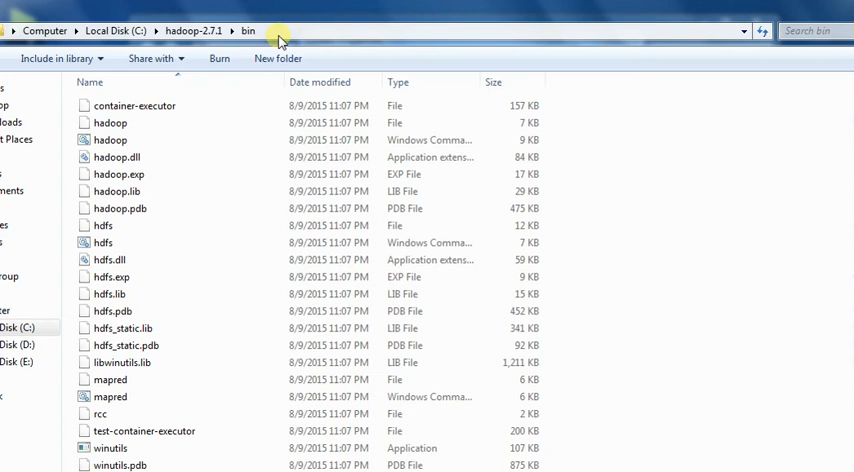 Computer Local Disk (C:) hadoop-2.7.1 bin Search bin
Include in library Share with Burn New folder
Name Date modified Type Size
container-executor 8/9/2015 11:07 PM File 157 KB
hadoop 8/9/2015 11:07 PM File 7 KB
hadoop 8/9/2015 11:07 PM Windows Comma... 9 KB
hadoop.dll 8/9/2015 11:07 PM Application extens... 84 KB
hadoop.exp 8/9/2015 11:07 PM EXP File 17 KB
hadoop.lib 8/9/2015 11:07 PM LIB File 29 KB
hadoop.pdb 8/9/2015 11:07 PM PDB File 475 KB
hdfs 8/9/2015 11:07 PM File 12 KB
hdfs 8/9/2015 11:07 PM Windows Comma... 7 KB
hdfs.dll 8/9/2015 11:07 PM Application extens... 59 KB
hdfs.exp 8/9/2015 11:07 PM EXP File 9 KB
hdfs.lib 8/9/2015 11:07 PM LIB File 15 KB
hdfs.pdb 8/9/2015 11:07 PM PDB File 452 KB
Disk (C:) hdfs_static.lib 8/9/2015 11:07 PM LIB File 341 KB
Disk (D:) hdfs_static.pdb 8/9/2015 11:07 PM PDB File 92 KB
Disk (E:) libwinutils.lib 8/9/2015 11:07 PM LIB File 1,211 KB
mapred 8/9/2015 11:07 PM File 6 KB
mapred 8/9/2015 11:07 PM Windows Comma... 6 KB
rcc 8/9/2015 11:07 PM File 2 KB
test-container-executor 8/9/2015 11:07 PM File 200 KB
winutils 8/9/2015 11:07 PM Application 107 KB
winutils.pdb 8/9/2015 11:07 PM PDB File 875 KB